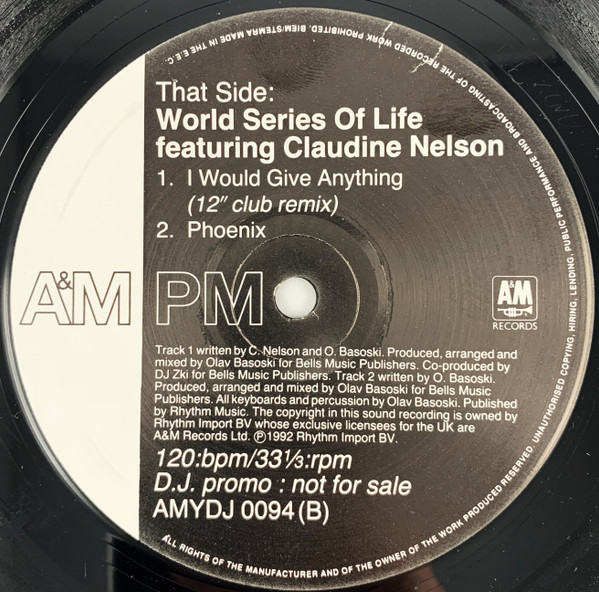 That Side:
World Series Of Life
featuring Claudine Nelson
1. I Would Give Anything
(12" club remix)
2. Phoenix
A&M PM
A&M
RECORDS
Track 1 written by C. Nelson and O. Basoski. Produced, arranged and
mixed by Olav Basoski for Bells Music Publishers. Co-produced by
DJ Zki for Bells Music Publishers. Track 2 written by O. Basoski.
Produced, arranged and mixed by Olav Basoski for Bells Music
Publishers. All keyboards and percussion by Olav Basoski. Published
by Rhythm Music. The copyright in this sound recording is owned by
Rhythm Import BV whose exclusive licensees for the UK are
A&M Records Ltd. ℗1992 Rhythm Import BV.
120:bpm/33⅓:rpm
D.J. promo : not for sale
AMYDJ 0094 (B)
ALL RIGHTS OF THE MANUFACTURER AND OF THE OWNER OF THE WORK PRODUCED RESERVED. UNAUTHORISED COPYING, HIRING, LENDING, PUBLIC PERFORMANCE AND BROADCASTING OF THE RECORDED WORK PROHIBITED. BIEM/STEMRA MADE IN THE E.E.C.